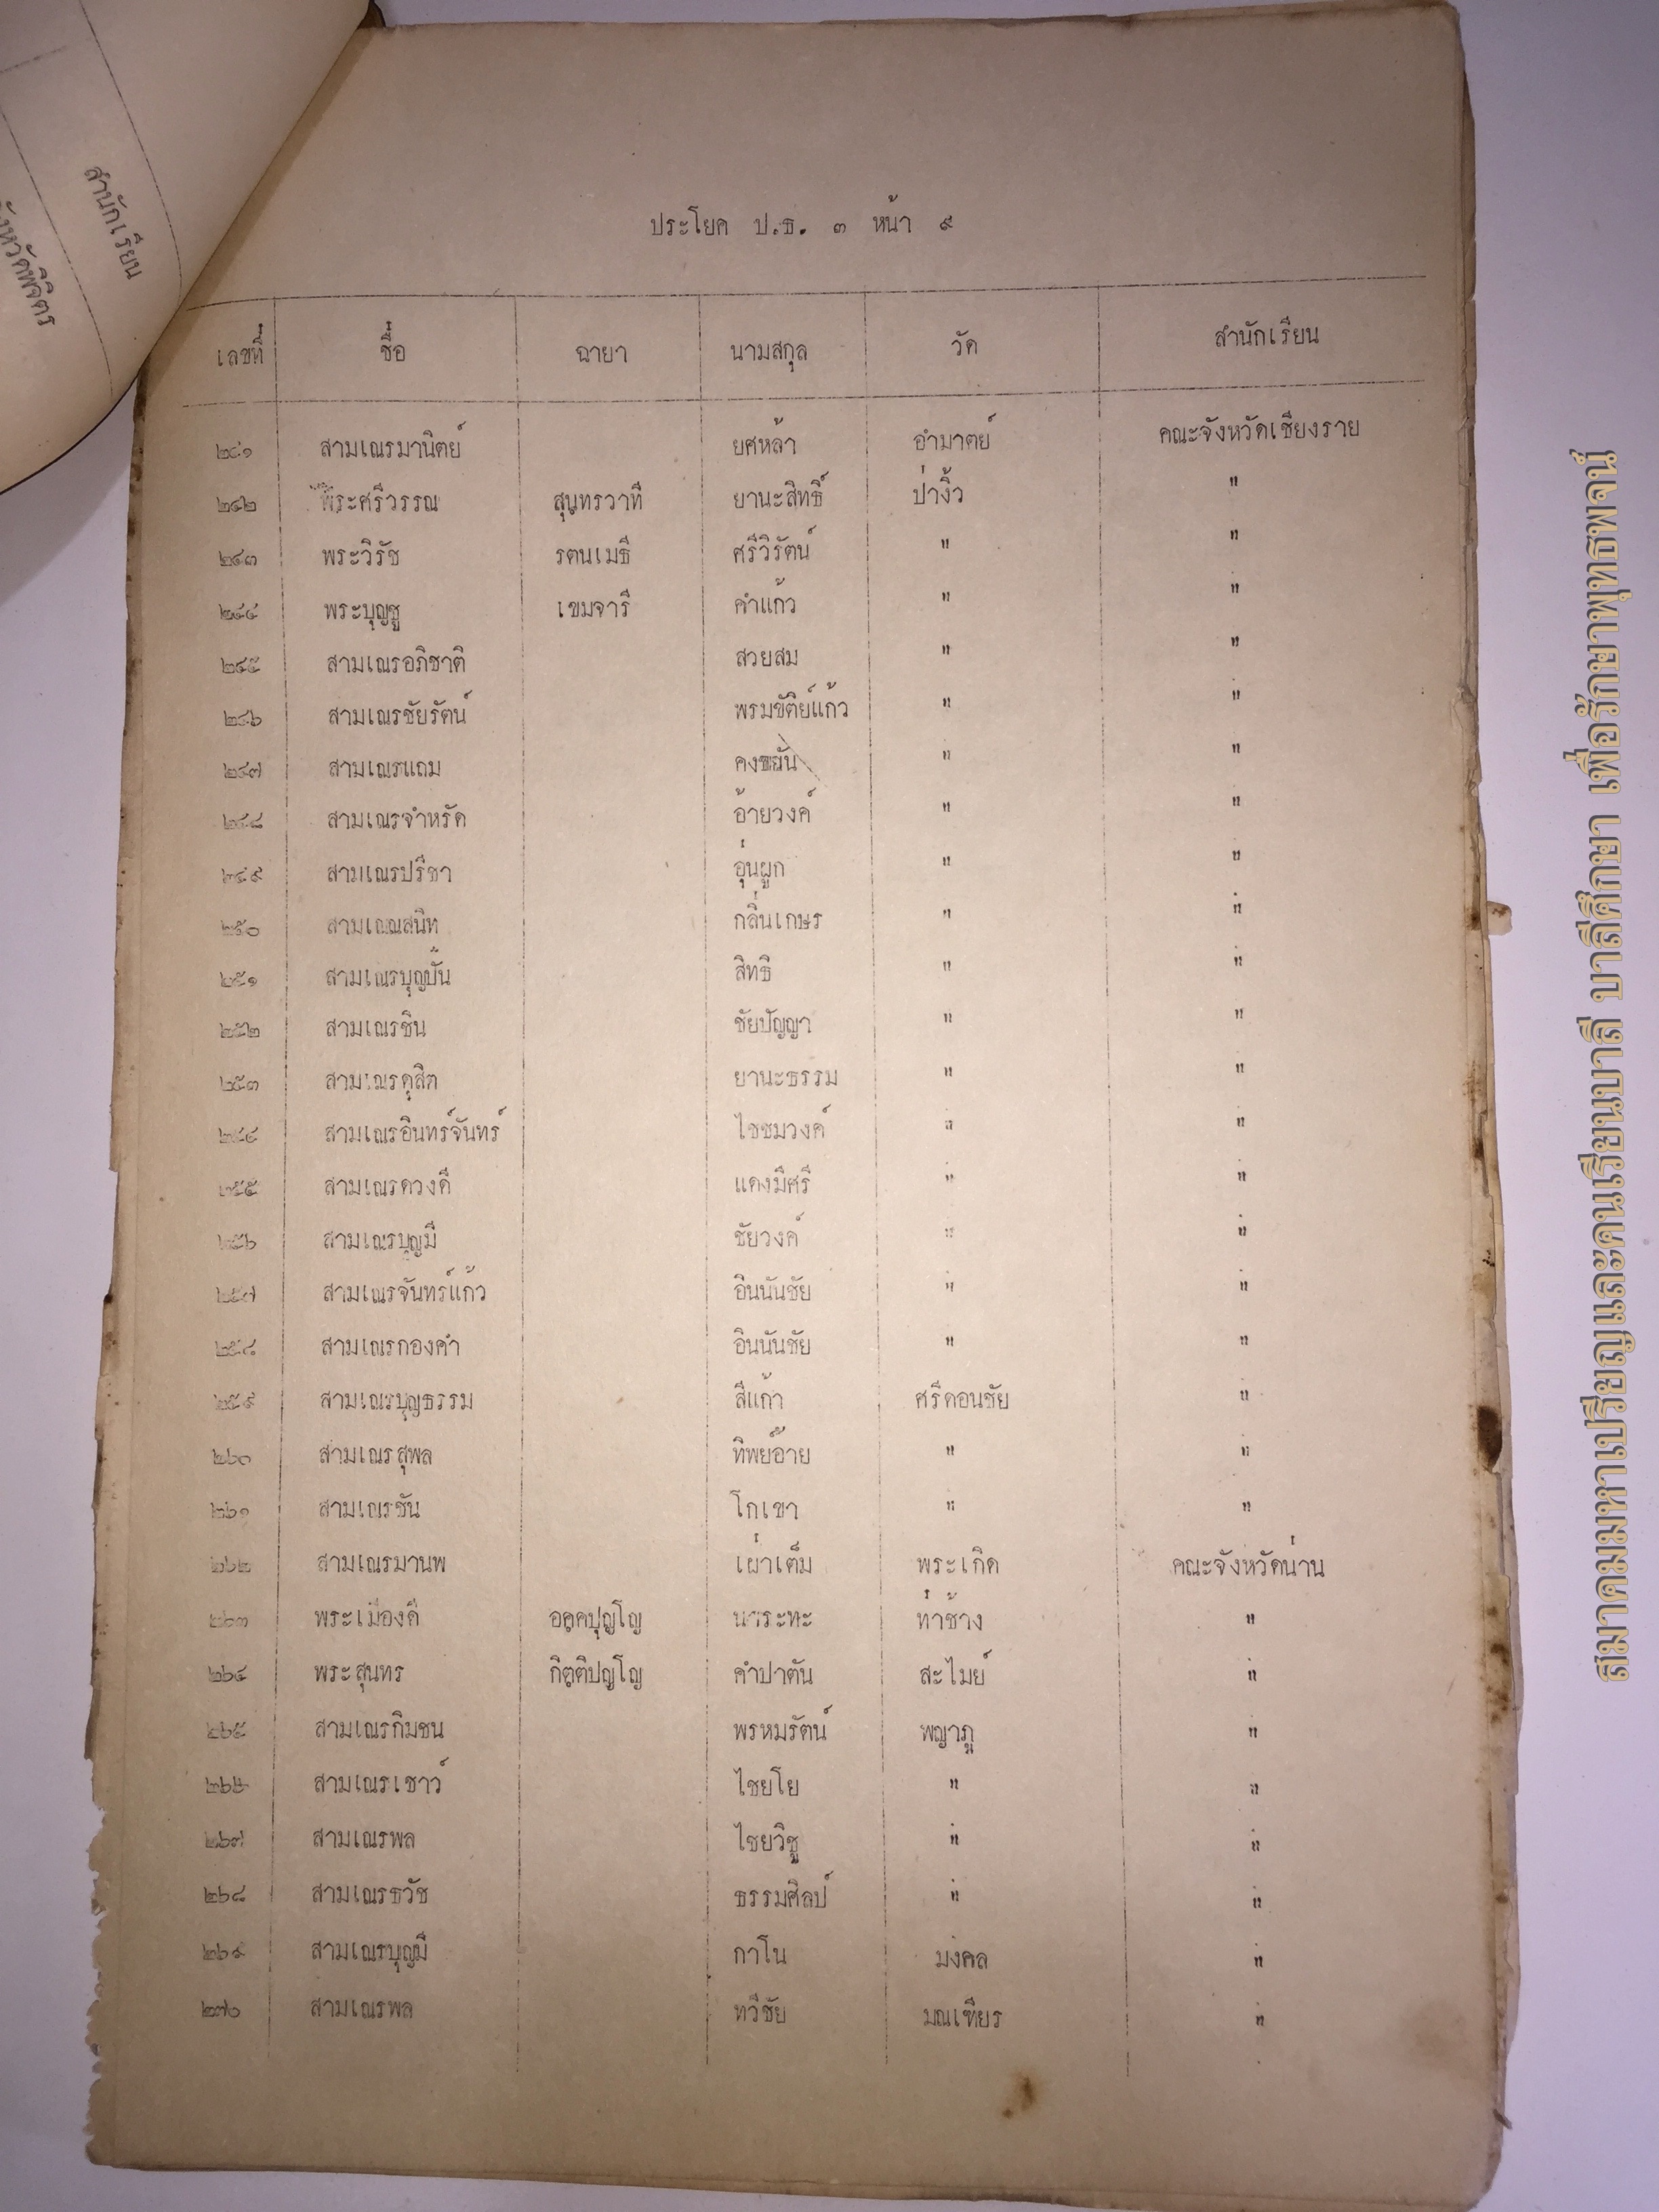 สำนักเรียน
ังหวัดพิจิตร
ประโยค ป.ธ. ๓ หน้า ๙
เลขที่ ชื่อ ฉายา นามสกุล วัด สำนักเรียน
๒๔๑ สามเณรมานิตย์ ยศหล้า อำมาตย์ คณะจังหวัดเชียงราย
๒๔๒ พระศรีวรรณ สุนฺทรวาที ยานะสิทธิ์ ป่างิ้ว "
๒๔๓ พระวิรัช รตนเมธี ศรีวิรัตน์ " "
๒๔๔ พระบุญชู เขมจารี คำแก้ว " "
๒๔๕ สามเณรอภิชาติ สวยสม " "
๒๔๖ สามเณรชัยรัตน์ พรมขัติย์แก้ว " "
๒๔๗ สามเณรแถม คงขยัน " "
๒๔๘ สามเณรจำหรัด อ้ายวงค์ " "
๒๔๙ สามเณรปรีชา อุ่นผูก " "
๒๕๐ สามเณณสนิท กลิ่นเกษร " "
๒๕๑ สามเณรบุญปั๋น สิทธิ " "
๒๕๒ สามเณรชิน ชัยปัญญา " "
๒๕๓ สามเณรดุสิต ยานะธรรม " "
๒๕๔ สามเณรอินทร์จันทร์ ไชชมวงค์ " "
๒๕๕ สามเณรดวงดี แดงมีศรี " "
๒๕๖ สามเณรบุญมี ชัยวงค์ " "
๒๕๗ สามเณรจันทร์แก้ว อินนันชัย " "
๒๕๘ สามเณรกองคำ อินนันชัย " "
๒๕๙ สามเณรบุญธรรม สีแก้า ศรีดอนชัย "
๒๖๐ สามเณรสุพล ทิพย์อ้าย " "
๒๖๑ สามเณรชัน โกเขา " "
๒๖๒ สามเณรมานพ เผ่าเต็ม พระเกิด คณะจังหวัดน่าน
๒๖๓ พระเมืองดี อคฺคปุญฺโญ นาระทะ ท่าช้าง "
๒๖๔ พระสุนทร กิตฺติปญฺโญ คำปาตัน สะไมย์ "
๒๖๕ สามเณรกิมชน พรหมรัตน์ พญาภู "
สามเณรเชาว์ ไชยโย " "
๒๖๗ สามเณรพล ไชยวิชู " "
๒๖๘ สามเณรธวัช ธรรมศิลป์ " "
๒๖๙ สามเณรบุญมี กาโน มงคล "
๒๗๐ สามเณรพล ทวีชัย มณเฑียร "
สมาคมมหาเปรียญและคนเรียนบาลี บาลีศึกษา เพื่อรักษาพุทธพจน์